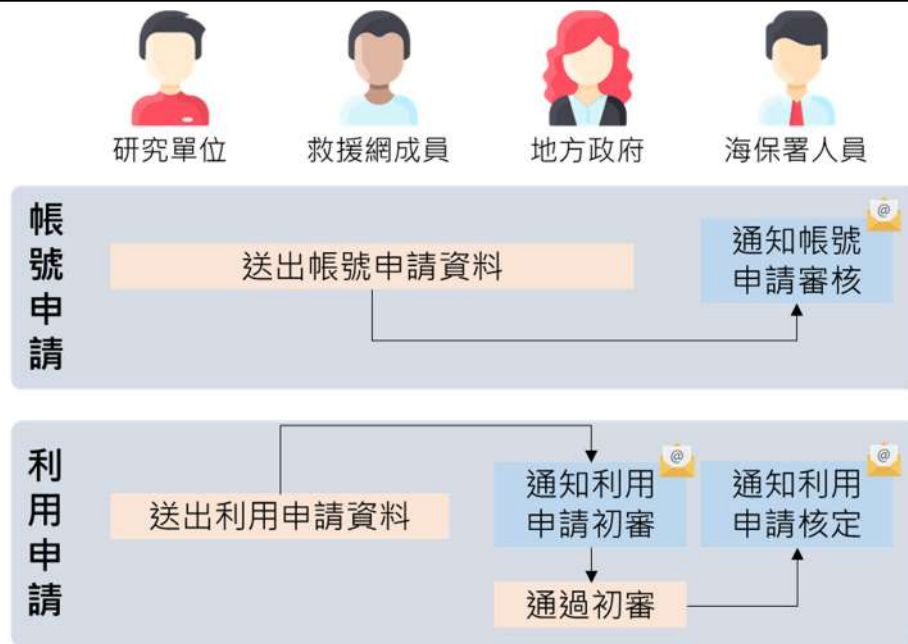 研究單位
救援網成員
地方政府
海保署人員
帳號申請
送出帳號申請資料
通知帳號
申請審核
@
利用申請
送出利用申請資料
通知利用
申請初審
@
通知利用
申請核定
@
通過初審